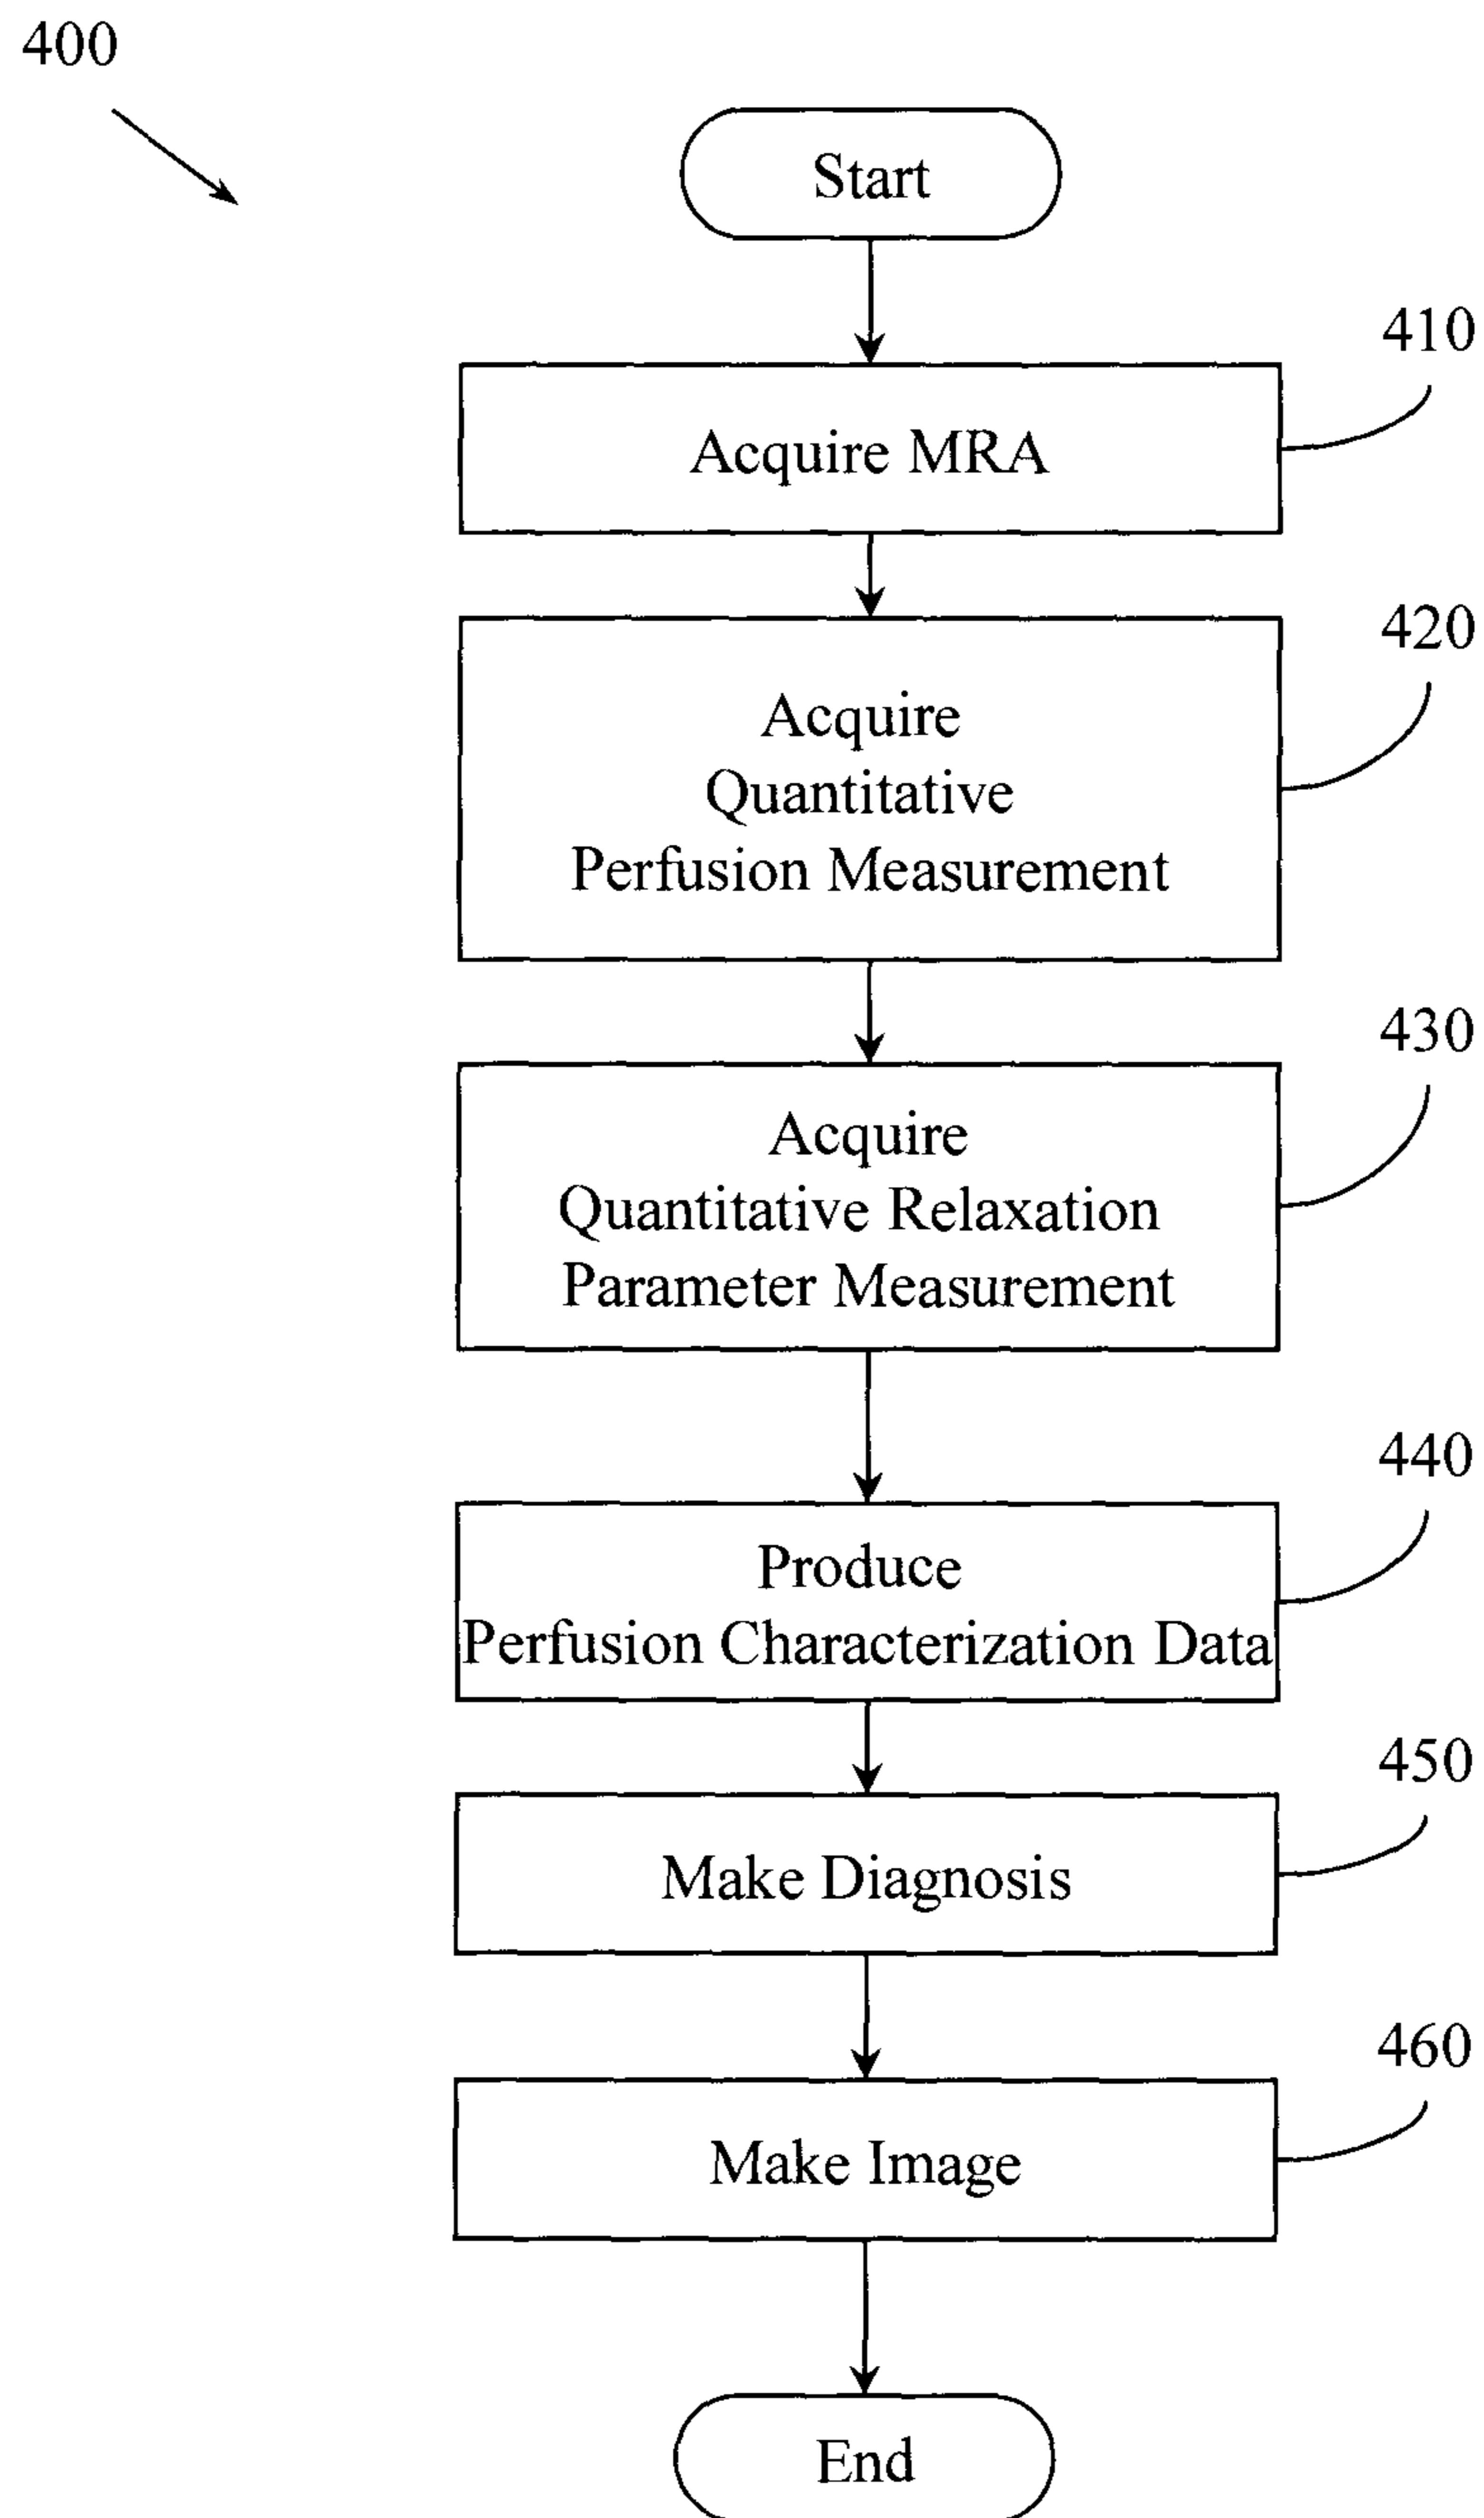 400
Start
410
Acquire MRA
420
Acquire
Quantitative
Perfusion Measurement
430
Acquire
Quantitative Relaxation
Parameter Measurement
440
Produce
Perfusion Characterization Data
450
Make Diagnosis
460
Make Image
End